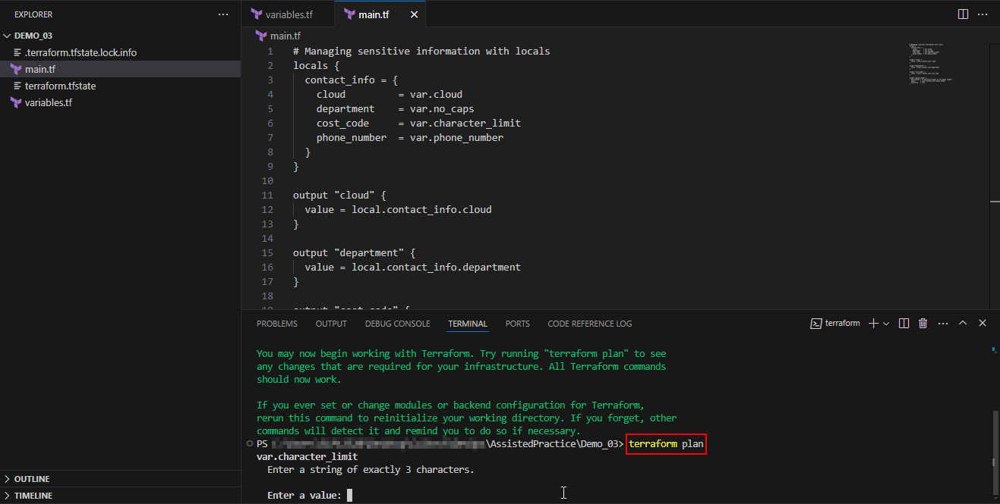 EXPLORER
DEMO_03
.terraform.tfstate.lock.info
main.tf
terraform.tfstate
variables.tf
OUTLINE
TIMELINE
variables.tf
main.tf
main.tf
1 # Managing sensitive information with locals
2 locals {
3 contact_info = {
4 cloud = var.cloud
5 department = var.no_caps
6 cost_code = var.character_limit
7 phone_number = var.phone_number
8 }
9 }
10
11 output "cloud" {
12 value = local.contact_info.cloud
13 }
14
15 output "department" {
16 value = local.contact_info.department
17 }
18
19 output "cost_code" {
PROBLEMS OUTPUT DEBUG CONSOLE TERMINAL PORTS CODE REFERENCE LOG
terraform
You may now begin working with Terraform. Try running "terraform plan" to see
any changes that are required for your infrastructure. All Terraform commands
should now work.
If you ever set or change modules or backend configuration for Terraform,
rerun this command to reinitialize your working directory. If you forget, other
commands will detect it and remind you to do so if necessary.
PS \AssistedPractice\Demo_03> terraform plan
var.character_limit
Enter a string of exactly 3 characters.
Enter a value: